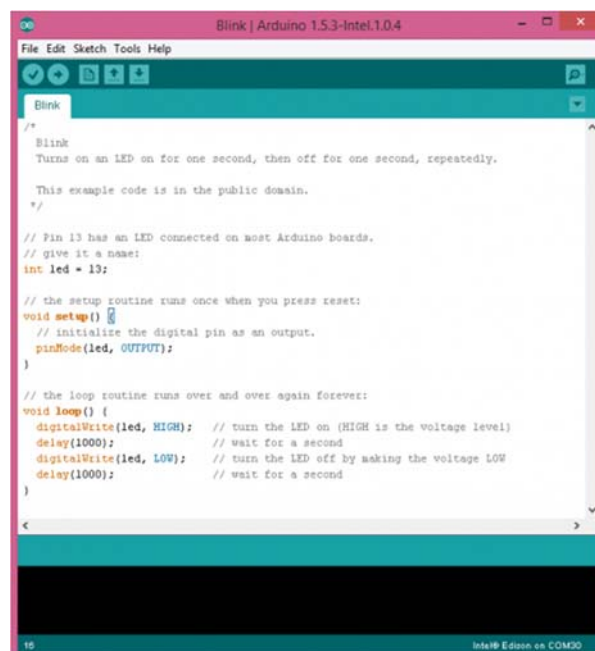 Blink | Arduino 1.5.3-Intel.1.0.4
File Edit Sketch Tools Help
Blink
/*
  Blink
  Turns on an LED on for one second, then off for one second, repeatedly.

  This example code is in the public domain.
 */

// Pin 13 has an LED connected on most Arduino boards.
// give it a name:
int led = 13;

// the setup routine runs once when you press reset:
void setup() {
  // initialize the digital pin as an output.
  pinMode(led, OUTPUT);
}

// the loop routine runs over and over again forever:
void loop() {
  digitalWrite(led, HIGH);   // turn the LED on (HIGH is the voltage level)
  delay(1000);               // wait for a second
  digitalWrite(led, LOW);    // turn the LED off by making the voltage LOW
  delay(1000);               // wait for a second
}
16
Intel® Edison on COM30